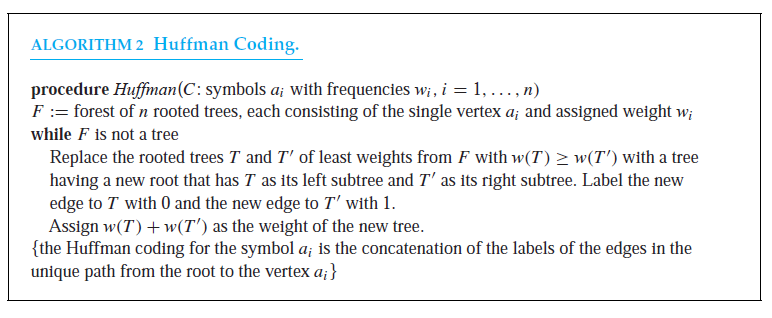 ALGORITHM 2 Huffman Coding.
procedure Huffman(C: symbols aᵢ with frequencies wᵢ, i = 1, . . . , n)
F := forest of n rooted trees, each consisting of the single vertex aᵢ and assigned weight wᵢ
while F is not a tree
Replace the rooted trees T and T′ of least weights from F with w(T) ≥ w(T′) with a tree
having a new root that has T as its left subtree and T′ as its right subtree. Label the new
edge to T with 0 and the new edge to T′ with 1.
Assign w(T) + w(T′) as the weight of the new tree.
{the Huffman coding for the symbol aᵢ is the concatenation of the labels of the edges in the
unique path from the root to the vertex aᵢ}